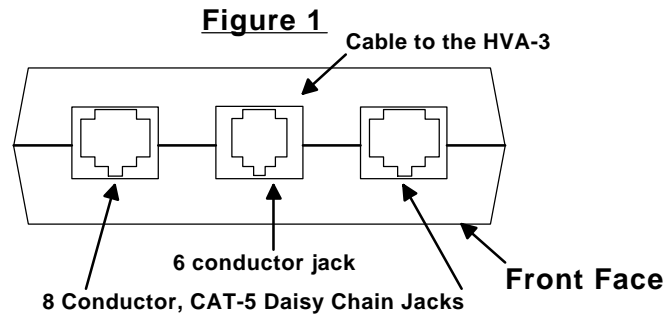 Figure 1
Cable to the HVA-3
6 conductor jack
Front Face
8 Conductor, CAT-5 Daisy Chain Jacks